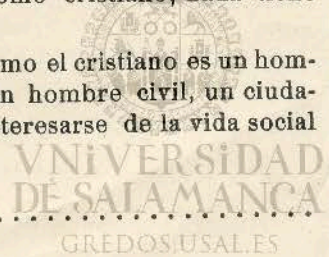 mo el cristiano es un hom-
n hombre civil, un ciuda-
teresarse de la vida social
VNiVERSiDAD
DE SALAMANCA
GREDOS.USAL.ES